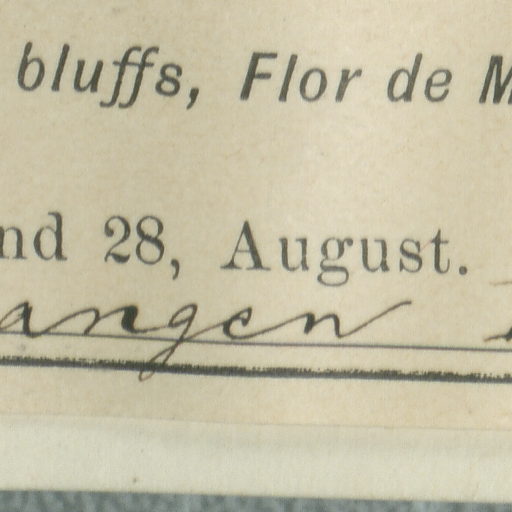 bluffs, Flor de M
nd 28, August.
angen